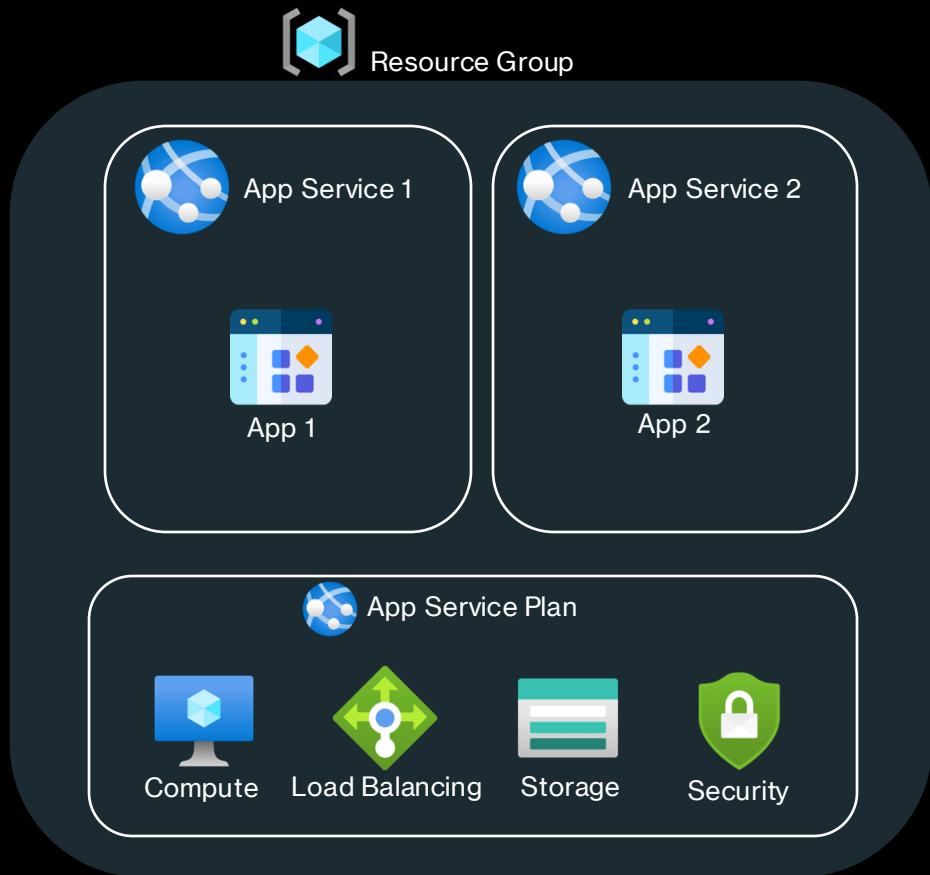 Resource Group
App Service 1
App Service 2
App 1
App 2
App Service Plan
Compute
Load Balancing
Storage
Security